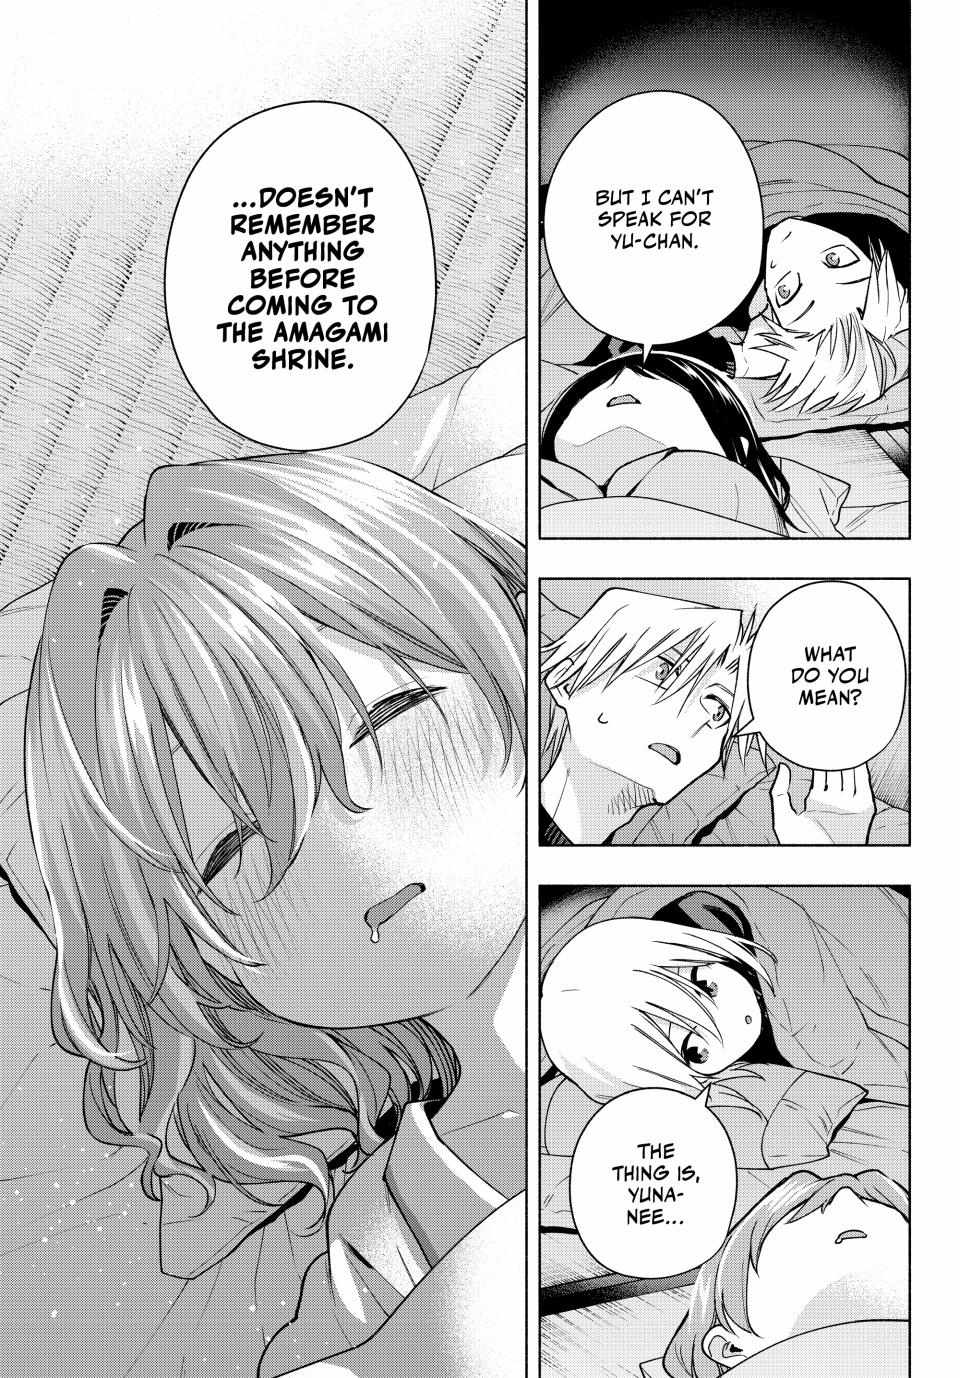 BUT I CAN'T
SPEAK FOR
YU-CHAN.
WHAT
DO YOU
MEAN?
THE
THING IS,
YUNA-
NEE...
...DOESN'T
REMEMBER
ANYTHING
BEFORE
COMING TO
THE AMAGAMI
SHRINE.